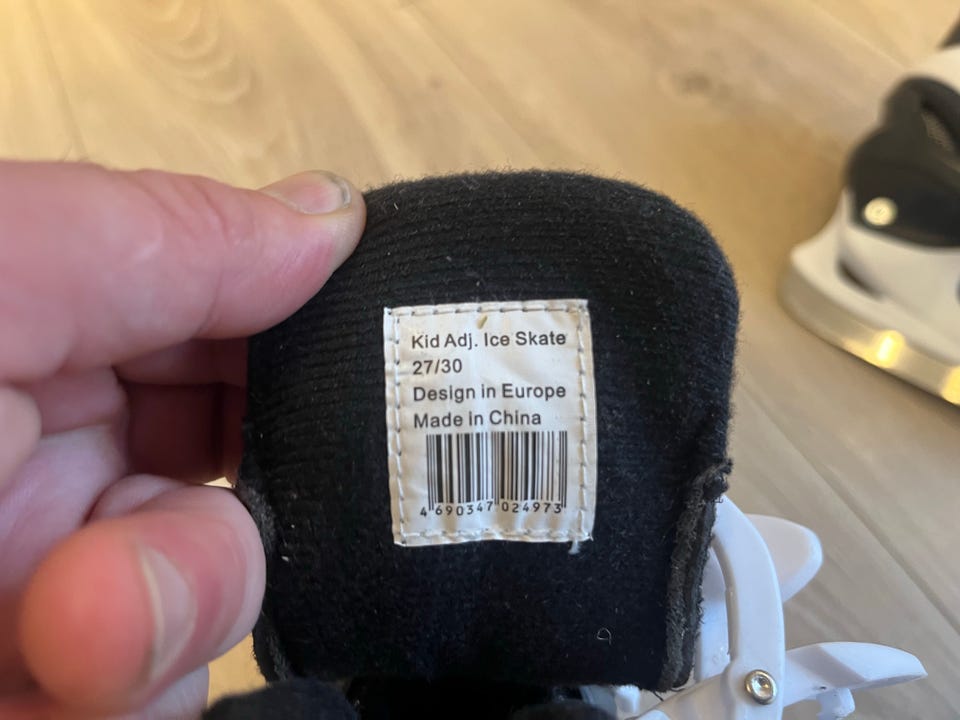 Kid Adj. Ice Skate
27/30
Design in Europe
Made in China
4 690347 024973